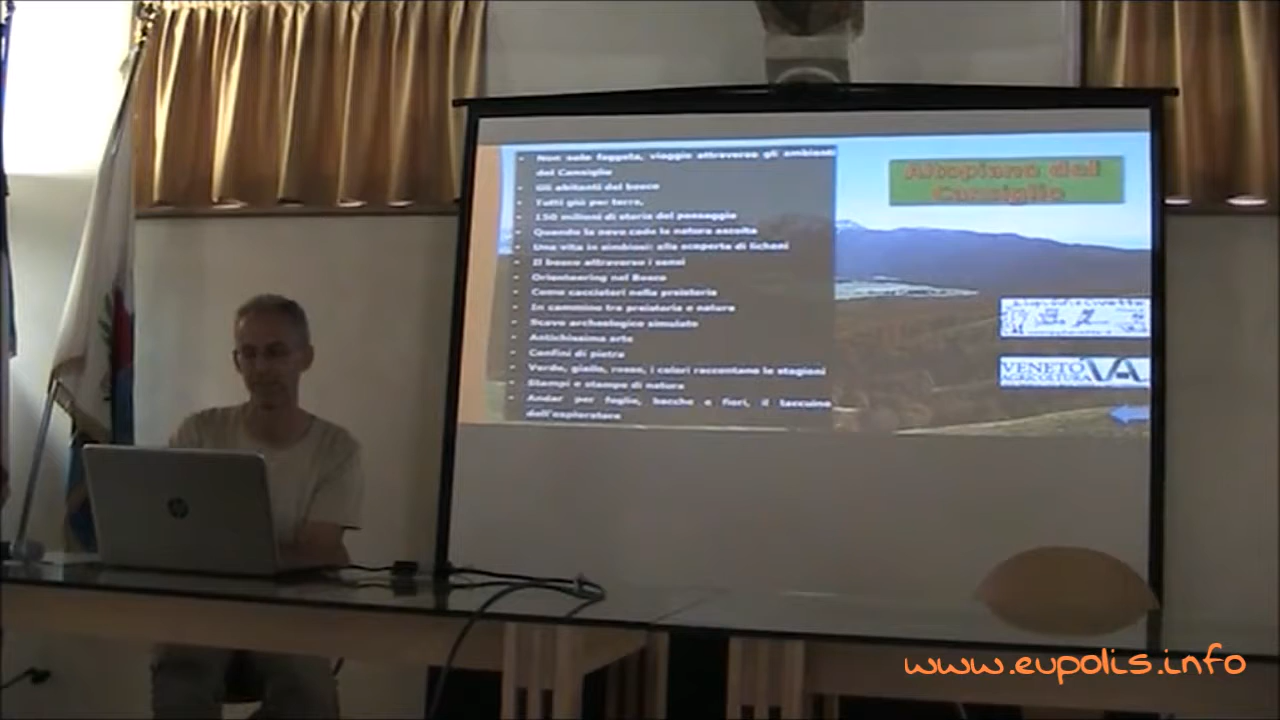 - Non solo faggeta, viaggio attraverso gli ambienti
del Cansiglio
- Gli abitanti del bosco
- Tutti giù per terra,
- 150 milioni di storia del paesaggio
- Quando la neve cade la natura ascolta
- Una vita in simbiosi: alla scoperta di licheni
- Il bosco attraverso i sensi
- Orienteering nel Bosco
- Come cacciatori nella preistoria
- In cammino tra preistoria e natura
- Scavo archeologico simulato
- Antichissima arte
- Confini di pietra
- Verde, giallo, rosso, i colori raccontano le stagioni
- Stampi e stampe di natura
- Andar per foglie, bacche e fiori, il taccuino
dell'esploratore
Altopiano del
Cansiglio
VENETO
AGRICOLTURA
hp
www.eupolis.info